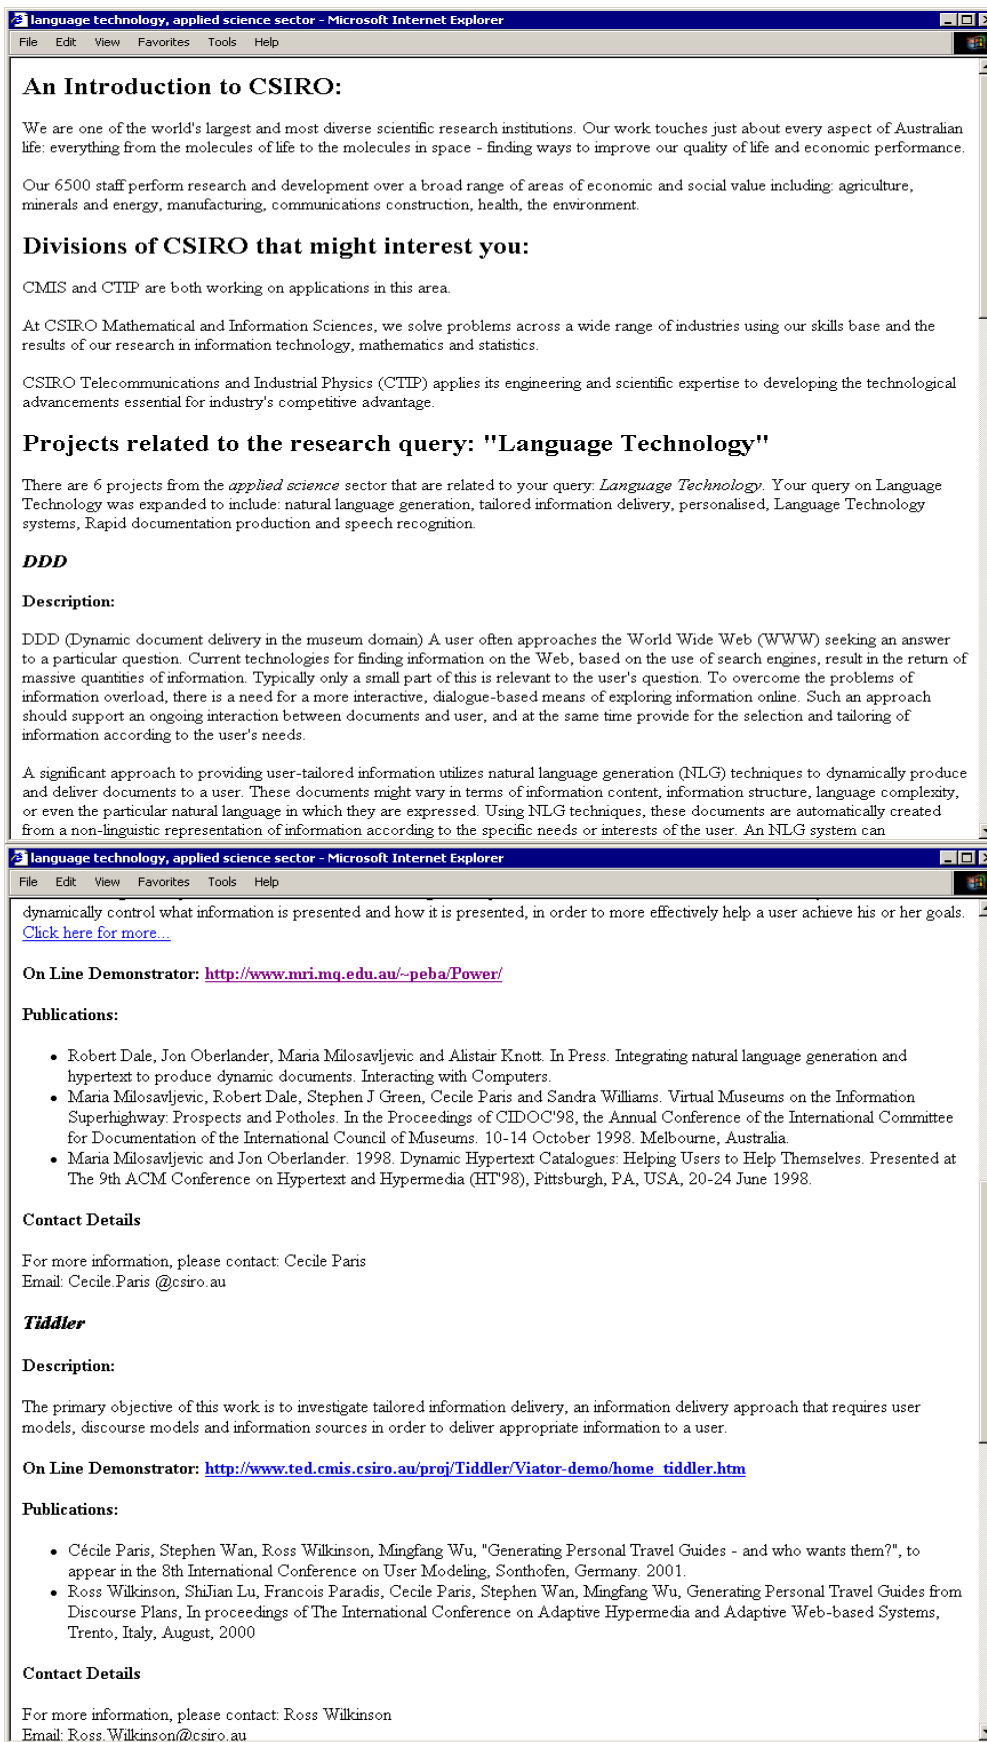 language technology, applied science sector - Microsoft Internet Explorer
File Edit View Favorites Tools Help
An Introduction to CSIRO:
We are one of the world's largest and most diverse scientific research institutions. Our work touches just about every aspect of Australian
life: everything from the molecules of life to the molecules in space - finding ways to improve our quality of life and economic performance.
Our 6500 staff perform research and development over a broad range of areas of economic and social value including: agriculture,
minerals and energy, manufacturing, communications construction, health, the environment.
Divisions of CSIRO that might interest you:
CMIS and CTIP are both working on applications in this area.
At CSIRO Mathematical and Information Sciences, we solve problems across a wide range of industries using our skills base and the
results of our research in information technology, mathematics and statistics.
CSIRO Telecommunications and Industrial Physics (CTIP) applies its engineering and scientific expertise to developing the technological
advancements essential for industry's competitive advantage.
Projects related to the research query: "Language Technology"
There are 6 projects from the applied science sector that are related to your query: Language Technology. Your query on Language
Technology was expanded to include: natural language generation, tailored information delivery, personalised, Language Technology
systems, Rapid documentation production and speech recognition.
DDD
Description:
DDD (Dynamic document delivery in the museum domain) A user often approaches the World Wide Web (WWW) seeking an answer
to a particular question. Current technologies for finding information on the Web, based on the use of search engines, result in the return of
massive quantities of information. Typically only a small part of this is relevant to the user's question. To overcome the problems of
information overload, there is a need for a more interactive, dialogue-based means of exploring information online. Such an approach
should support an ongoing interaction between documents and user, and at the same time provide for the selection and tailoring of
information according to the user's needs.
A significant approach to providing user-tailored information utilizes natural language generation (NLG) techniques to dynamically produce
and deliver documents to a user. These documents might vary in terms of information content, information structure, language complexity,
or even the particular natural language in which they are expressed. Using NLG techniques, these documents are automatically created
from a non-linguistic representation of information according to the specific needs or interests of the user. An NLG system can
language technology, applied science sector - Microsoft Internet Explorer
File Edit View Favorites Tools Help
dynamically control what information is presented and how it is presented, in order to more effectively help a user achieve his or her goals.
Click here for more...
On Line Demonstrator: http://www.mri.mq.edu.au/~peba/Power/
Publications:
• Robert Dale, Jon Oberlander, Maria Milosavljevic and Alistair Knott. In Press. Integrating natural language generation and
hypertext to produce dynamic documents. Interacting with Computers.
• Maria Milosavljevic, Robert Dale, Stephen J Green, Cecile Paris and Sandra Williams. Virtual Museums on the Information
Superhighway: Prospects and Potholes. In the Proceedings of CIDOC'98, the Annual Conference of the International Committee
for Documentation of the International Council of Museums. 10-14 October 1998. Melbourne, Australia.
• Maria Milosavljevic and Jon Oberlander. 1998. Dynamic Hypertext Catalogues: Helping Users to Help Themselves. Presented at
The 9th ACM Conference on Hypertext and Hypermedia (HT'98), Pittsburgh, PA, USA, 20-24 June 1998.
Contact Details
For more information, please contact: Cecile Paris
Email: Cecile.Paris @csiro.au
Tiddler
Description:
The primary objective of this work is to investigate tailored information delivery, an information delivery approach that requires user
models, discourse models and information sources in order to deliver appropriate information to a user.
On Line Demonstrator: http://www.ted.cmis.csiro.au/proj/Tiddler/Viator-demo/home_tiddler.htm
Publications:
• Cécile Paris, Stephen Wan, Ross Wilkinson, Mingfang Wu, "Generating Personal Travel Guides - and who wants them?", to
appear in the 8th International Conference on User Modeling, Sonthofen, Germany. 2001.
• Ross Wilkinson, ShiJian Lu, Francois Paradis, Cecile Paris, Stephen Wan, Mingfang Wu, Generating Personal Travel Guides from
Discourse Plans, In proceedings of The International Conference on Adaptive Hypermedia and Adaptive Web-based Systems,
Trento, Italy, August, 2000
Contact Details
For more information, please contact: Ross Wilkinson
Email: Ross.Wilkinson@csiro.au